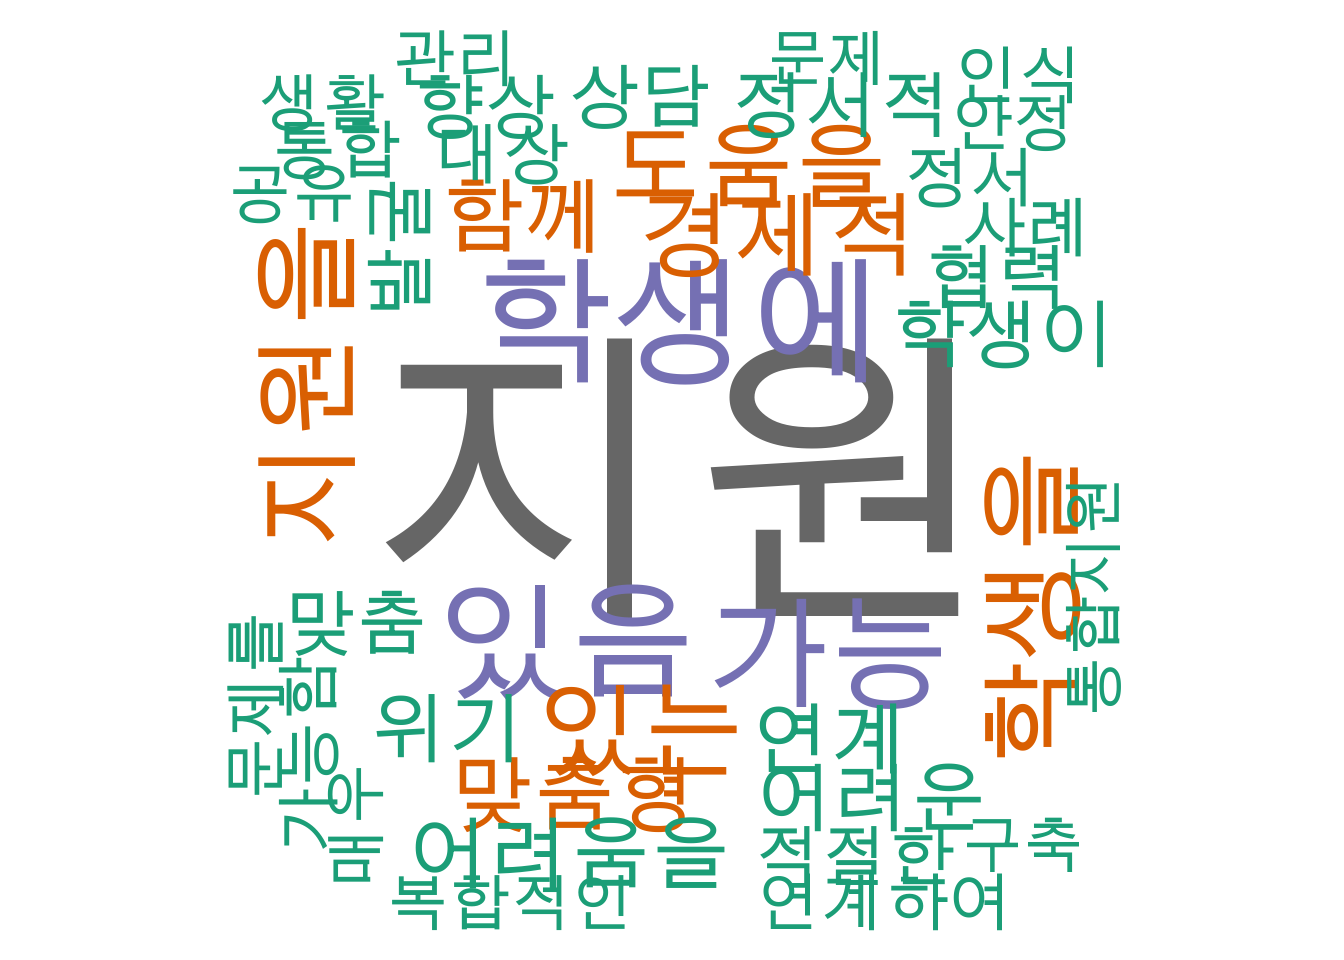 관리
문제
인식
생활
향상
상담
정서적
안정
통합
대상
도움을
정서
공유
발굴
함께
경제적
사례
협력
지원을
학생에
학생이
지원
학생을
통합지원
있음
가능
맞춤
문제를
가능함
위기
있는
연계
매우
맞춤형
어려운
어려움을
적절한
구축
복합적인
연계하여